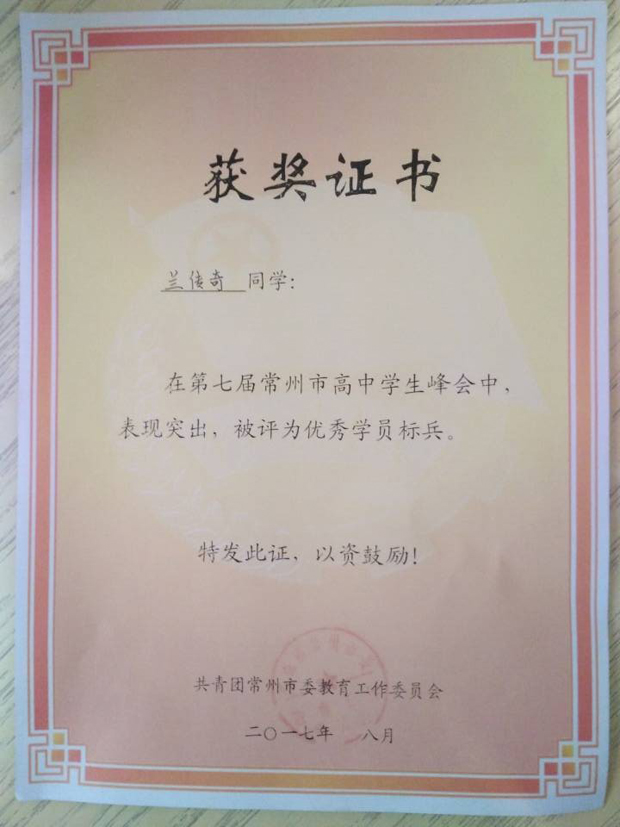 获奖证书
兰传奇 同学：
在第七届常州市高中学生峰会中，
表现突出，被评为优秀学员标兵。
特发此证，以资鼓励！
共青团常州市委教育工作委员会
二〇一七年 八月